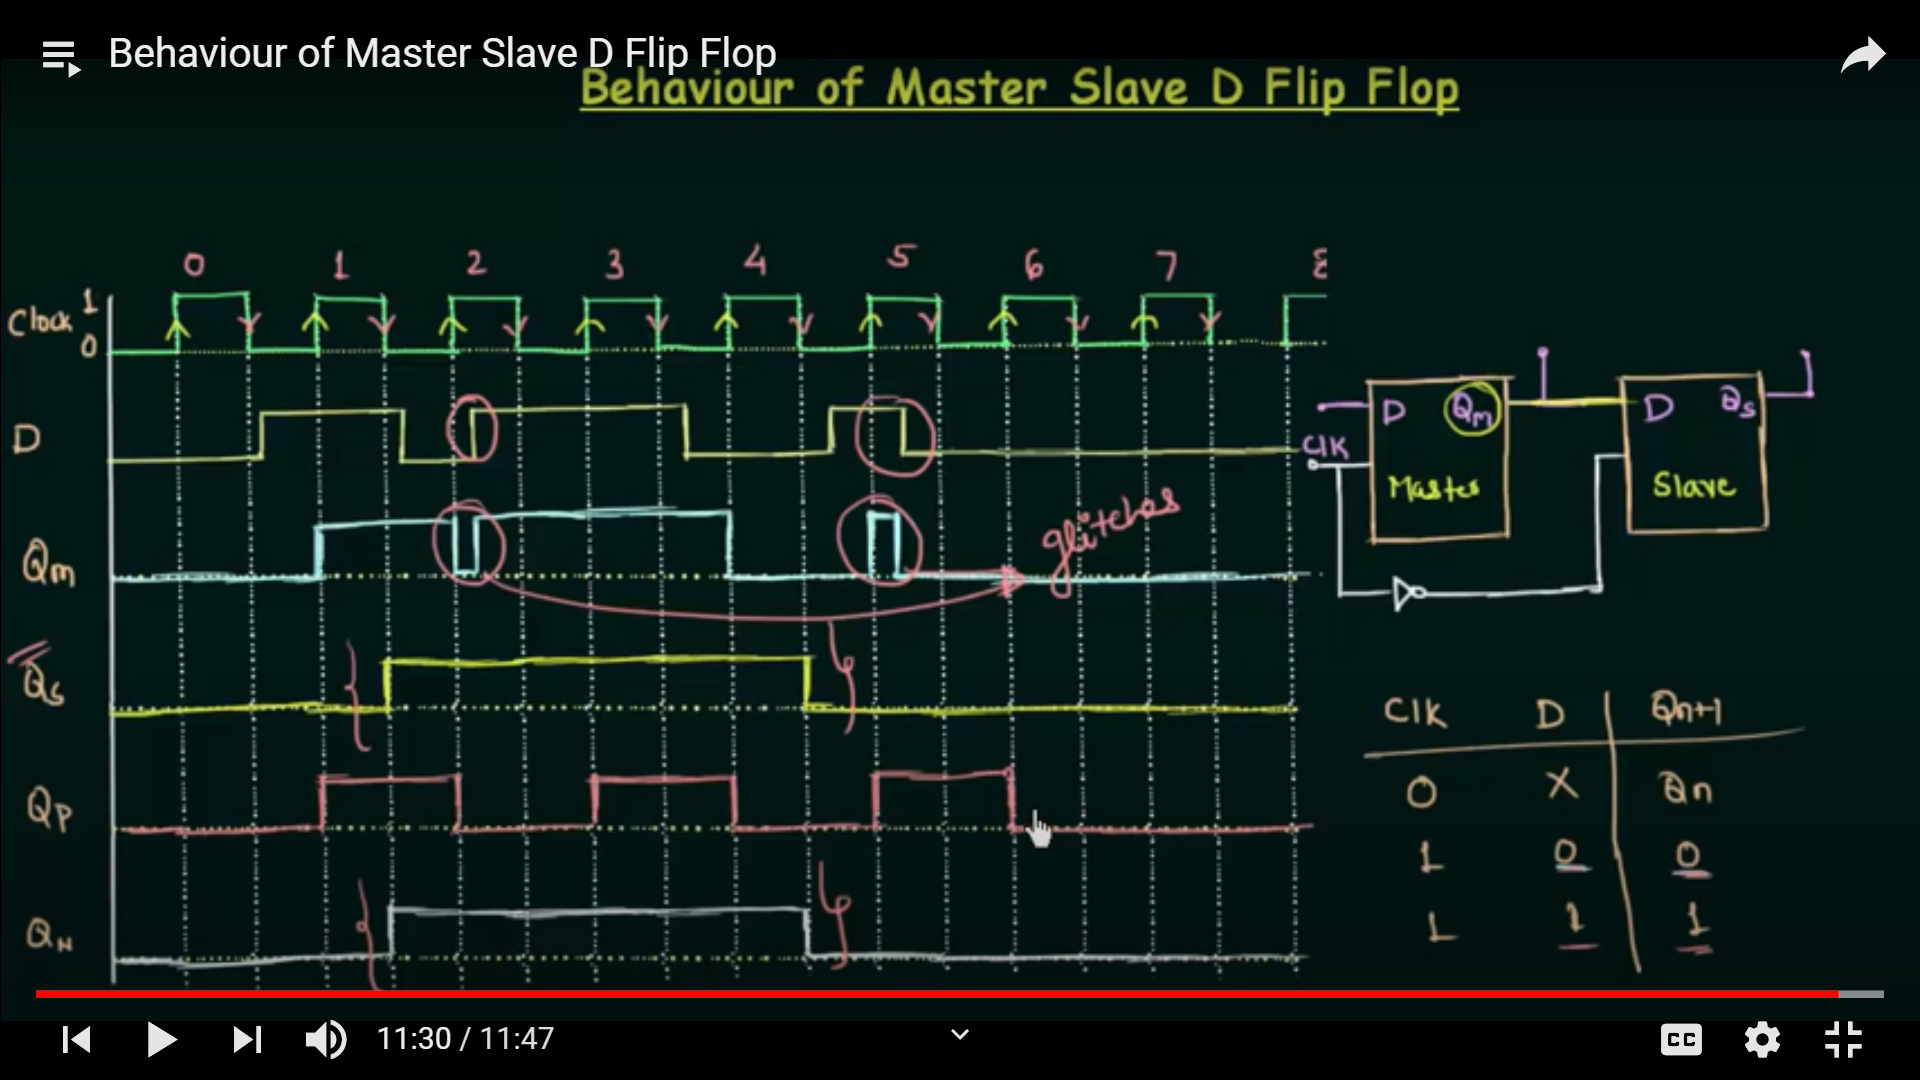 Behaviour of Master Slave D Flip Flop
Behaviour of Master Slave D Flip Flop
0 1 2 3 4 5 6 7 8
Clock 1
0
D
D Qm
D Qs
Clk
Master
Slave
glitches
Qm
Qs
Clk D Qn+1
0 X Qn
1 0 0
1 1 1
QP
QN
11:30 / 11:47
CC